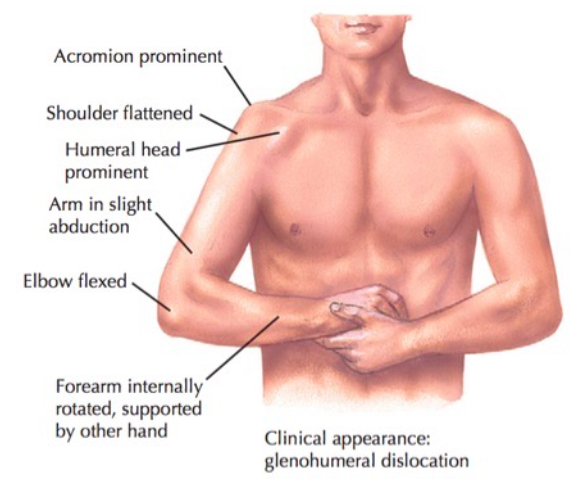 Acromion prominent
Shoulder flattened
Humeral head
prominent
Arm in slight
abduction
Elbow flexed
Forearm internally
rotated, supported
by other hand
Clinical appearance:
glenohumeral dislocation